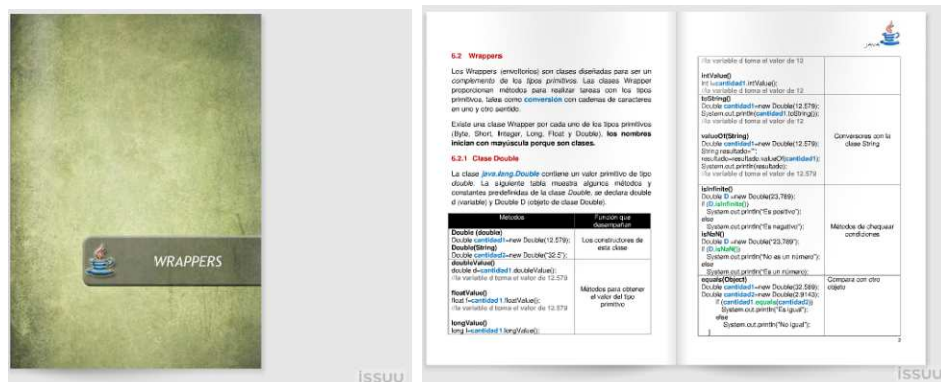 WRAPPERS
issuu
6.2 Wrappers
Los Wrappers (envoltorios) son clases diseñadas para ser un
complemento de los tipos primitivos. Las clases Wrapper
proporcionan métodos para realizar tareas con los tipos
primitivos, tales como conversión con cadenas de caracteres
en uno y otro sentido.
Existe una clase Wrapper por cada uno de los tipos primitivos
(Byte, Short, Integer, Long, Float y Double), los nombres
inician con mayúscula porque son clases.
6.2.1 Clase Double
La clase java.lang.Double contiene un valor primitivo de tipo
double. La siguiente tabla muestra algunos métodos y
constantes predefinidas de la clase Double, se declara double
d (variable) y Double D (objeto de clase Double).
Métodos
Función que
desempeñan
Double (double)
Double cantidad1=new Double(12.579);
Double(String)
Double cantidad2=new Double("32.5");
Los constructores de
esta clase
doubleValue()
double d=cantidad1.doubleValue();
//la variable d toma el valor de 12.579
floatValue()
float f=cantidad1.floatValue();
//la variable d toma el valor de 12.579
longValue()
long l=cantidad1.longValue();
Métodos para obtener
el valor del tipo
primitivo
JAVA
//la variable d toma el valor de 12
intValue()
int i=cantidad1.intValue();
//la variable d toma el valor de 12
toString()
Double cantidad1=new Double(12.579);
System.out.println(cantidad1.toString());
//la variable d toma el valor de 12
valueOf(String)
Double cantidad1=new Double(12.579);
String resultado="";
resultado=resultado.valueOf(cantidad1);
System.out.println(resultado);
//la variable d toma el valor de 12.579
Conversores con la
clase String
isInfinite()
Double D =new Double(23,789);
if (D.isInfinite())
System.out.println("Es positivo");
else
System.out.println("Es negativo");
isNaN()
Double D =new Double("23,789");
if (D.isNaN())
System.out.println("No es un número");
else
System.out.println("Es un número);
Métodos de chequear
condiciones
equals(Object)
Double cantidad1=new Double(32.589);
Double cantidad2=new Double(2.9143);
if (cantidad1.equals(cantidad2))
System.out.println("Es igual");
else
System.out.println("No igual");
}
Compara con otro
objeto
issuu